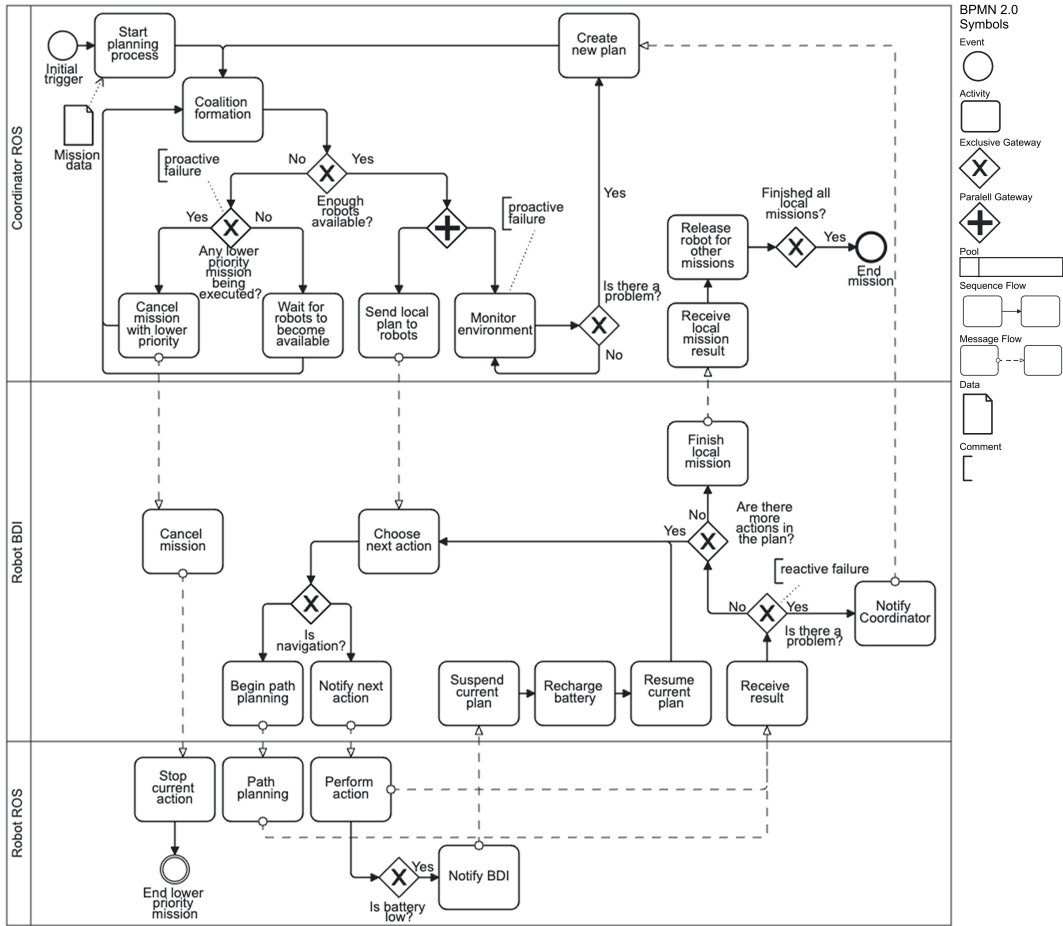 Coordinator ROS
Initial
trigger
Start
planning
process
Mission
data
Coalition
formation
Create
new plan
No
Yes
Enough
robots
available?
proactive
failure
Yes
No
Any lower
priority
mission
being
executed?
Cancel
mission
with lower
priority
Wait for
robots to
become
available
Send local
plan to
robots
Monitor
environment
proactive
failure
Yes
Is there a
problem?
No
Receive
local
mission
result
Release
robot for
other
missions
Finished all
local
missions?
Yes
End
mission
Robot BDI
Cancel
mission
Choose
next action
Is
navigation?
Begin path
planning
Notify next
action
Suspend
current
plan
Recharge
battery
Resume
current
plan
Receive
result
Finish
local
mission
No
Yes
Are there
more
actions in
the plan?
reactive failure
No
Yes
Is there a
problem?
Notify
Coordinator
Robot ROS
Stop
current
action
End lower
priority
mission
Path
planning
Perform
action
Is battery
low?
Yes
Notify BDI
BPMN 2.0
Symbols
Event
Activity
Exclusive Gateway
Paralell Gateway
Pool
Sequence Flow
Message Flow
Data
Comment